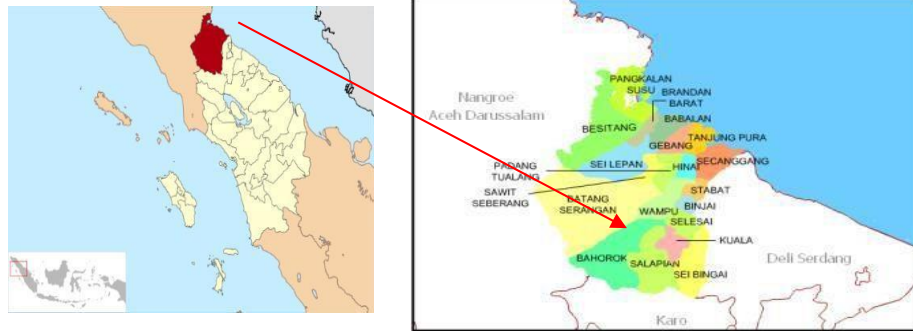 PANGKALAN
SUSU
BRANDAN
BARAT
Nangroe
Aceh Darussalam
BABALAN
BESITANG
TANJUNG PURA
GEBANG
PADANG
TUALANG
SEI LEPAN
HINAI
SECANGGANG
SAWIT
SEBERANG
STABAT
BATANG
SERANGAN
BINJAI
WAMPU
SELESAI
KUALA
BAHOROK
SALAPIAN
Deli Serdang
SEI BINGAI
Karo